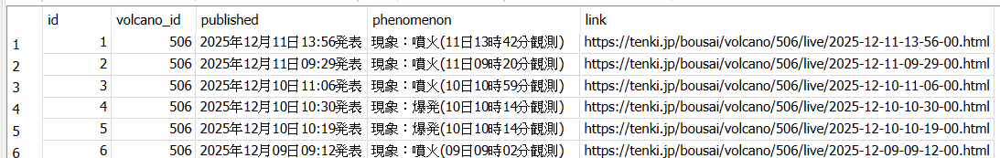 id volcano_id published phenomenon link
1 1 506 2025年12月11日13:56発表 現象：噴火(11日13時42分観測) https://tenki.jp/bousai/volcano/506/live/2025-12-11-13-56-00.html
2 2 506 2025年12月11日09:29発表 現象：噴火(11日09時20分観測) https://tenki.jp/bousai/volcano/506/live/2025-12-11-09-29-00.html
3 3 506 2025年12月10日11:06発表 現象：噴火(10日10時59分観測) https://tenki.jp/bousai/volcano/506/live/2025-12-10-11-06-00.html
4 4 506 2025年12月10日10:30発表 現象：爆発(10日10時14分観測) https://tenki.jp/bousai/volcano/506/live/2025-12-10-10-30-00.html
5 5 506 2025年12月10日10:19発表 現象：爆発(10日10時14分観測) https://tenki.jp/bousai/volcano/506/live/2025-12-10-10-19-00.html
6 6 506 2025年12月09日09:12発表 現象：噴火(09日09時02分観測) https://tenki.jp/bousai/volcano/506/live/2025-12-09-09-12-00.html